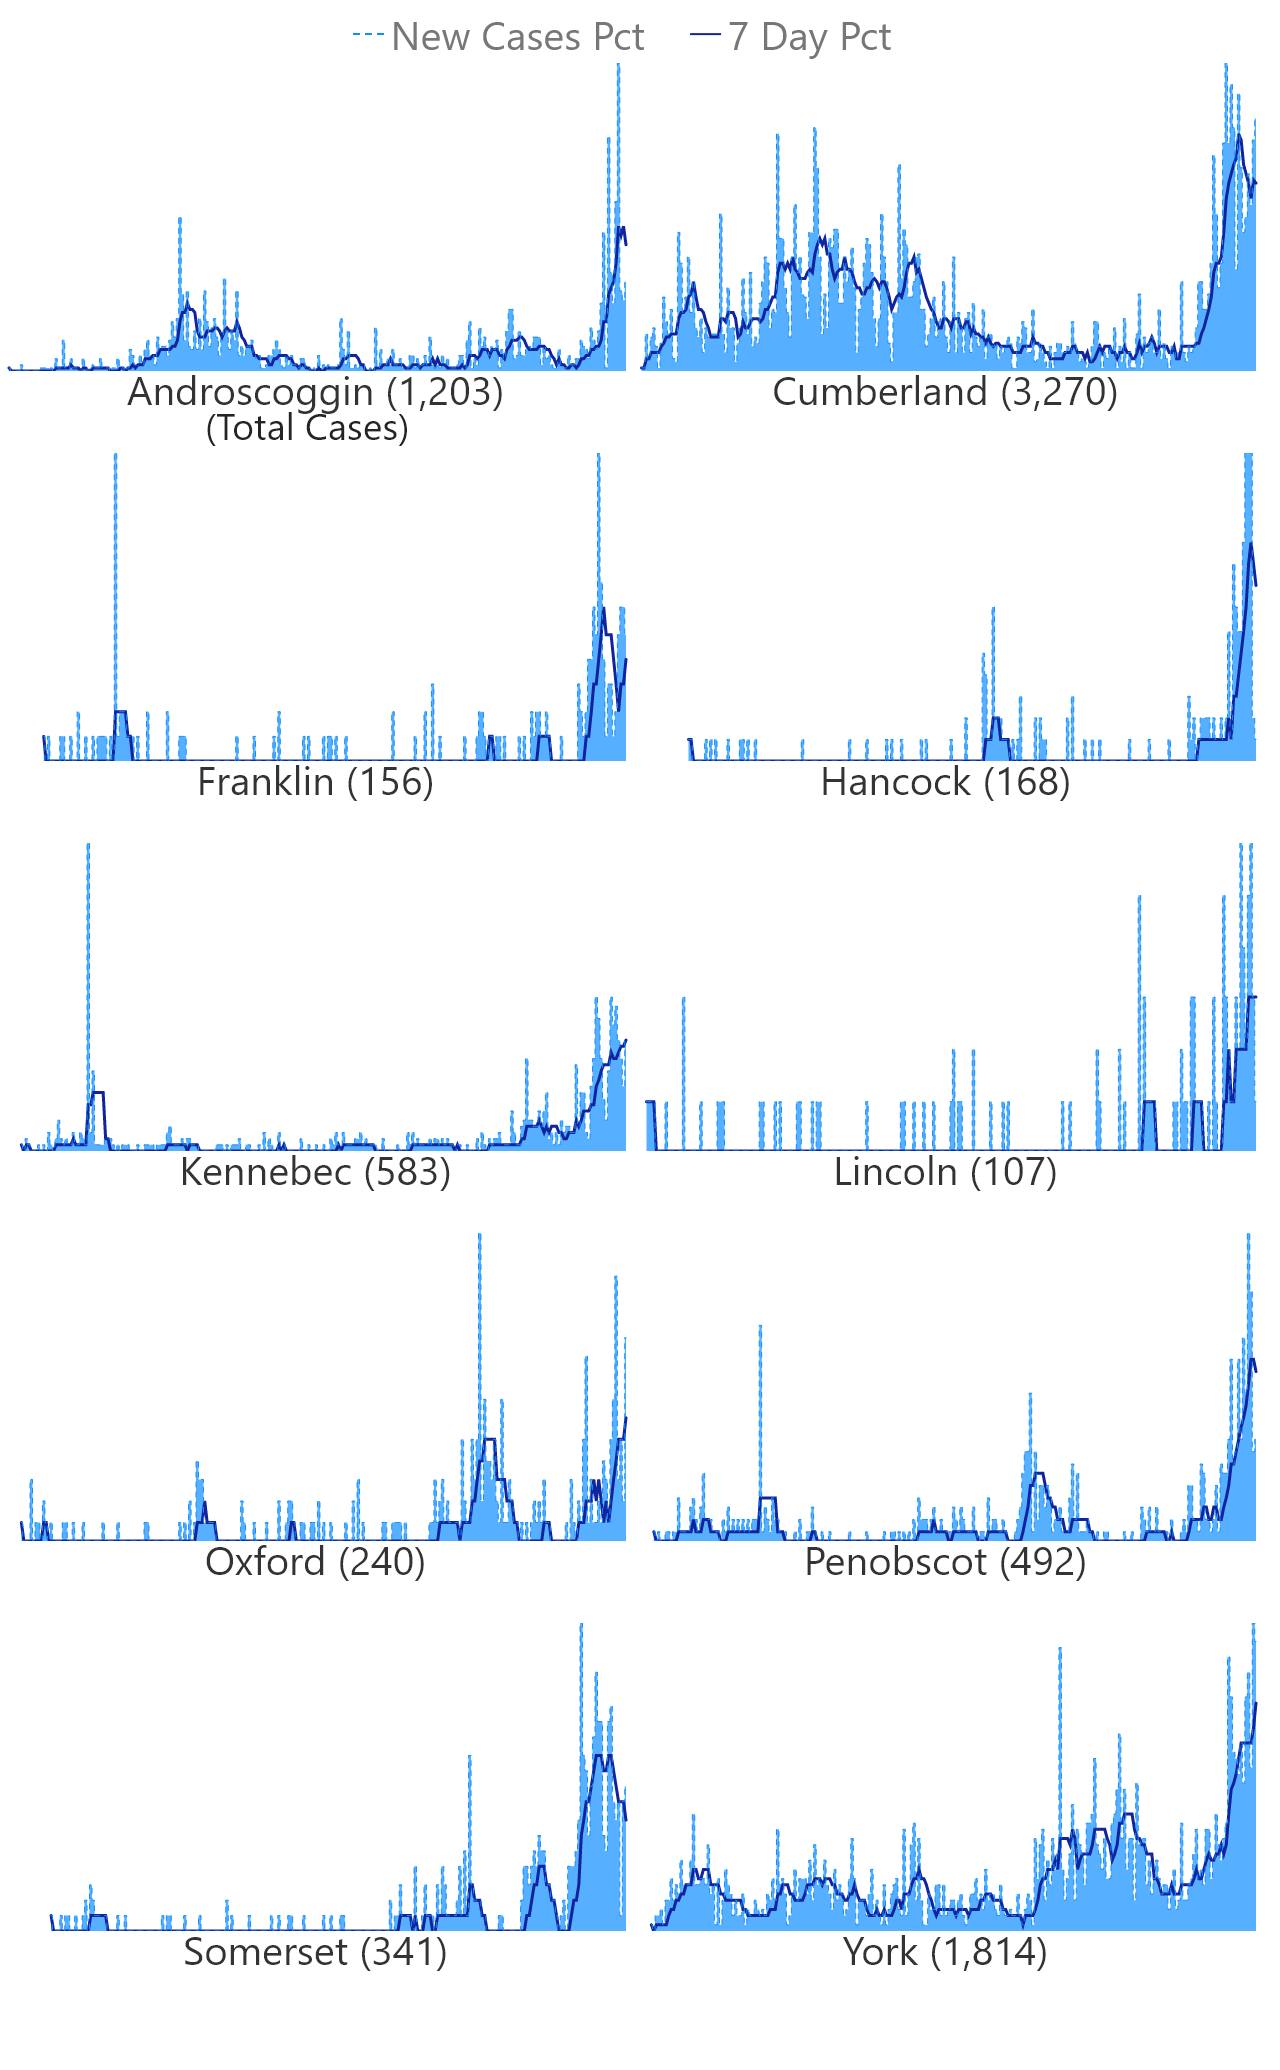 New Cases Pct 7 Day Pct
Androscoggin (1,203) Cumberland (3,270)
(Total Cases)
Franklin (156) Hancock (168)
Kennebec (583) Lincoln (107)
Oxford (240) Penobscot (492)
Somerset (341) York (1,814)